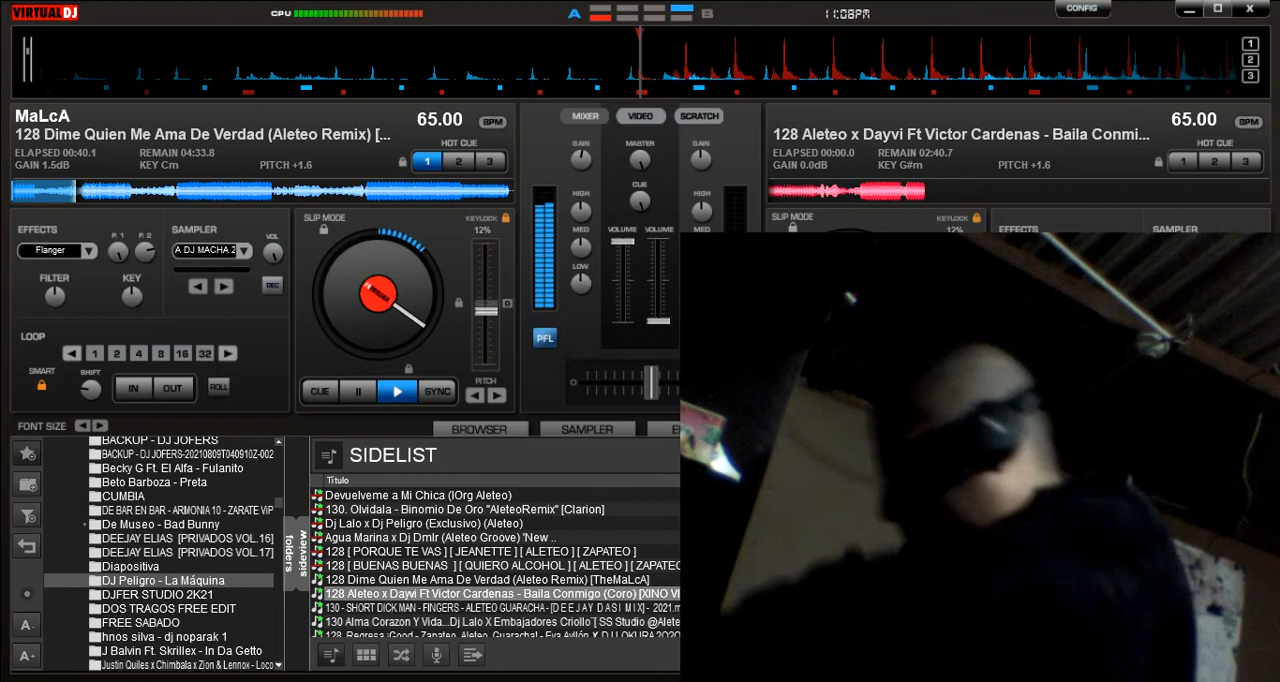 VIRTUAL DJ
CPU
A
B
11:08PM
CONFIG
1
2
3
MaLcA
128 Dime Quien Me Ama De Verdad (Aleteo Remix) [...
65.00 BPM
ELAPSED 00:40.1 REMAIN 04:33.8
GAIN 1.5dB KEY Cm PITCH +1.6
HOT CUE
1 2 3
MIXER VIDEO SCRATCH
GAIN MASTER GAIN
CUE
HIGH HIGH
MED VOLUME VOLUME MED
LOW
PFL
128 Aleteo x Dayvi Ft Victor Cardenas - Baila Conmi...
65.00 BPM
ELAPSED 00:00.0 REMAIN 02:40.7
GAIN 0.0dB KEY G#m PITCH +1.6
HOT CUE
1 2 3
EFFECTS
P. 1 P. 2
Flanger
SAMPLER
A DJ MACHA 2
VOL
FILTER KEY
REC
LOOP
1 2 4 8 16 32
SMART SHIFT
IN OUT ROLL
SLIP MODE
KEYLOCK
12%
CUE SYNC
PITCH
SLIP MODE
KEYLOCK
12%
EFFECTS
SAMPLER
FONT SIZE
BROWSER SAMPLER
BACKUP - DJ JOFERS
BACKUP - DJ JOFERS-20210809T040910Z-002
Becky G Ft. El Alfa - Fulanito
Beto Barboza - Preta
CUMBIA
DE BAR EN BAR - ARMONIA 10 - ZARATE ViP
De Museo - Bad Bunny
DEEJAY ELIAS [PRIVADOS VOL.16]
DEEJAY ELIAS [PRIVADOS VOL.17]
Diapositiva
DJ Peligro - La Máquina
DJFER STUDIO 2K21
DOS TRAGOS FREE EDIT
FREE SABADO
hnos silva - dj noparak 1
J Balvin Ft. Skrillex - In Da Getto
Justin Quiles x Chimbala x Zion & Lennox - Loco
A-
A+
folders
sideview
SIDELIST
Título
Devuelveme a Mi Chica (IOrg Aleteo)
130. Olvidala - Binomio De Oro "AleteoRemix" [Clarion]
Dj Lalo x Dj Peligro (Exclusivo) (Aleteo)
Agua Marina x Dj Dmlr (Aleteo Groove) 'New ..
128 [ PORQUE TE VAS ] [ JEANETTE ] [ ALETEO ] [ ZAPATEO ]
128 [ BUENAS BUENAS ] [ QUIERO ALCOHOL ] [ ALETEO ] [ ZAPATEO
128 Dime Quien Me Ama De Verdad (Aleteo Remix) [TheMaLcA]
128 Aleteo x Dayvi Ft Victor Cardenas - Baila Conmigo (Coro) [XINO VI
130 - SHORT DICK MAN - FINGERS - ALETEO GUARACHA - [D E E J A Y D A S I M I X] - 2021.m
130 Alma Corazon Y Vida...Dj Lalo X Embajadores Criollo¨[ SS Studio @Alete